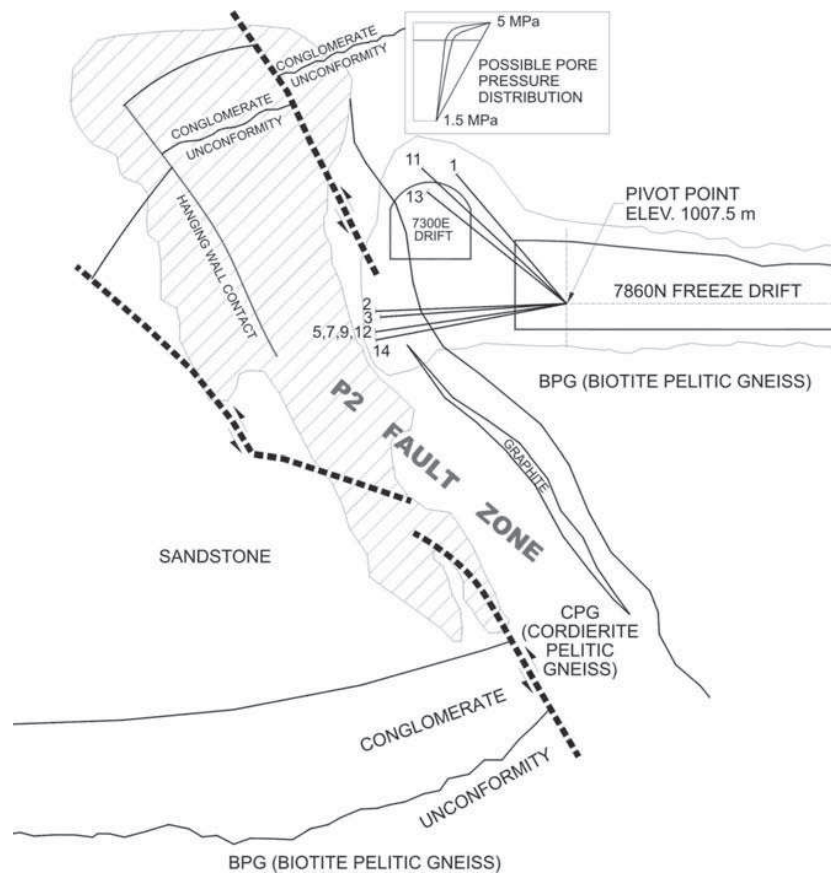 5 MPa
POSSIBLE PORE
PRESSURE
DISTRIBUTION
1.5 MPa
CONGLOMERATE
UNCONFORMITY
CONGLOMERATE
UNCONFORMITY
HANGING WALL CONTACT
11
1
13
7300E
DRIFT
PIVOT POINT
ELEV. 1007.5 m
7860N FREEZE DRIFT
2
3
5,7,9,12
14
BPG (BIOTITE PELITIC GNEISS)
P2 FAULT ZONE
GRAPHITE
SANDSTONE
CPG
(CORDIERITE
PELITIC
GNEISS)
CONGLOMERATE
UNCONFORMITY
BPG (BIOTITE PELITIC GNEISS)